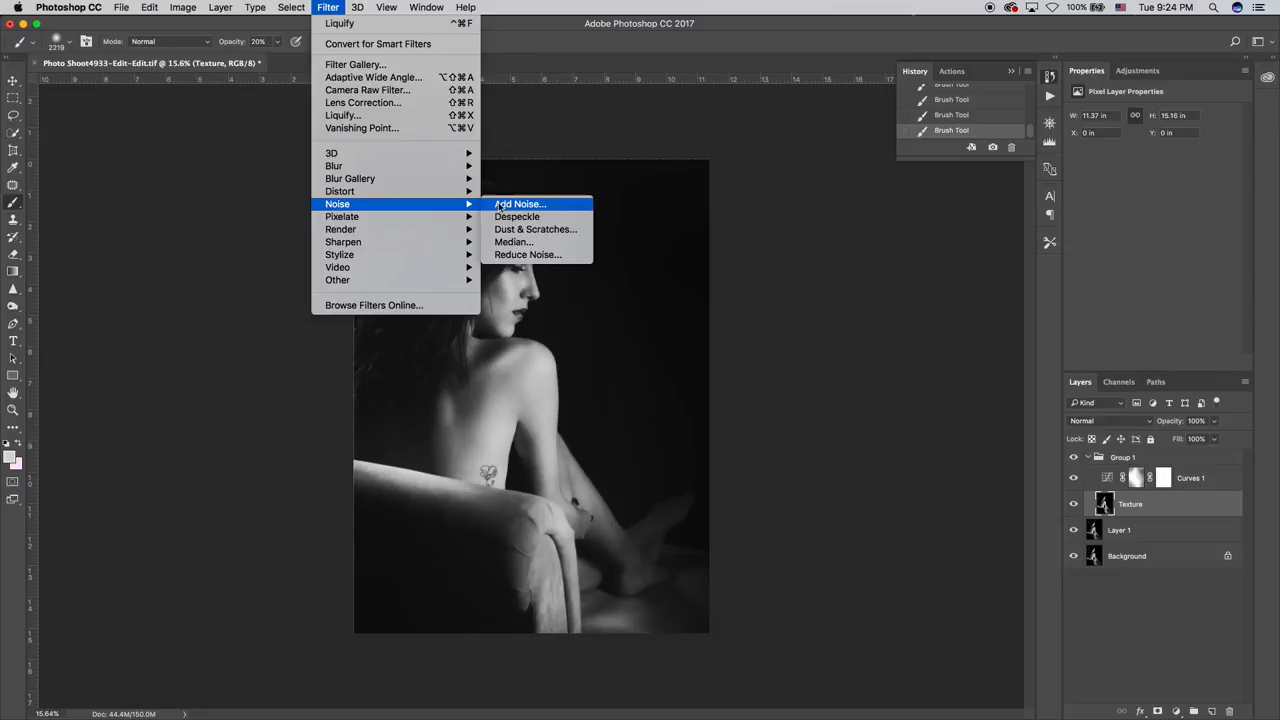 Photoshop CC File Edit Image Layer Type Select Filter 3D View Window Help 100% Tue 9:24 PM
Adobe Photoshop CC 2017
2219 Mode: Normal Opacity: 20%
Photo Shoot4933-Edit-Edit.tif @ 15.6% (Texture, RGB/8) *
Liquify ^⌘F
Convert for Smart Filters
Filter Gallery...
Adaptive Wide Angle... ⌥⇧⌘A
Camera Raw Filter... ⇧⌘A
Lens Correction... ⇧⌘R
Liquify... ⇧⌘X
Vanishing Point... ⌥⌘V
3D
Blur
Blur Gallery
Distort
Noise
Pixelate
Render
Sharpen
Stylize
Video
Other
Browse Filters Online...
Add Noise...
Despeckle
Dust & Scratches...
Median...
Reduce Noise...
History Actions
Brush Tool
Brush Tool
Brush Tool
Brush Tool
Properties Adjustments
Pixel Layer Properties
W: 11.37 in H: 15.16 in
X: 0 in Y: 0 in
Layers Channels Paths
Kind
Normal Opacity: 100%
Lock: Fill: 100%
Group 1
Curves 1
Texture
Layer 1
Background
15.64% Doc: 44.4M/150.0M